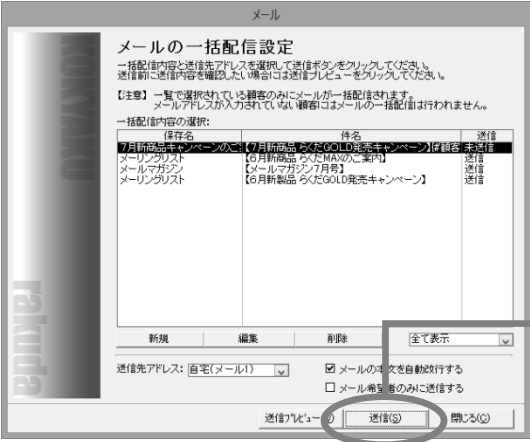 メール
KOKYAKU
rakuda
メールの一括配信設定
一括配信内容と送信先アドレスを選択して送信ボタンをクリックしてください。
送信前に送信内容を確認したい場合には送信プレビューをクリックしてください。
【注意】一覧で選択されている顧客のみにメールが一括配信されます。
メールアドレスが入力されていない顧客にはメールの一括配信は行われません。
一括配信内容の選択:
保存名 件名 送信
7月新商品キャンペーンのご 【7月新商品 らくだGOLD発売キャンペーン】{#顧客 未送信
メーリングリスト 【6月新商品 らくだMAXのご案内】 送信
メールマガジン 【メールマガジン7月号】 送信
メーリングリスト 【6月新製品 らくだGOLD発売キャンペーン】 送信
新規 編集 削除 全て表示
送信先アドレス: 自宅(メール1) メールの本文を自動改行する
メール希望者のみに送信する
送信プレビュー 送信(S) 閉じる(C)